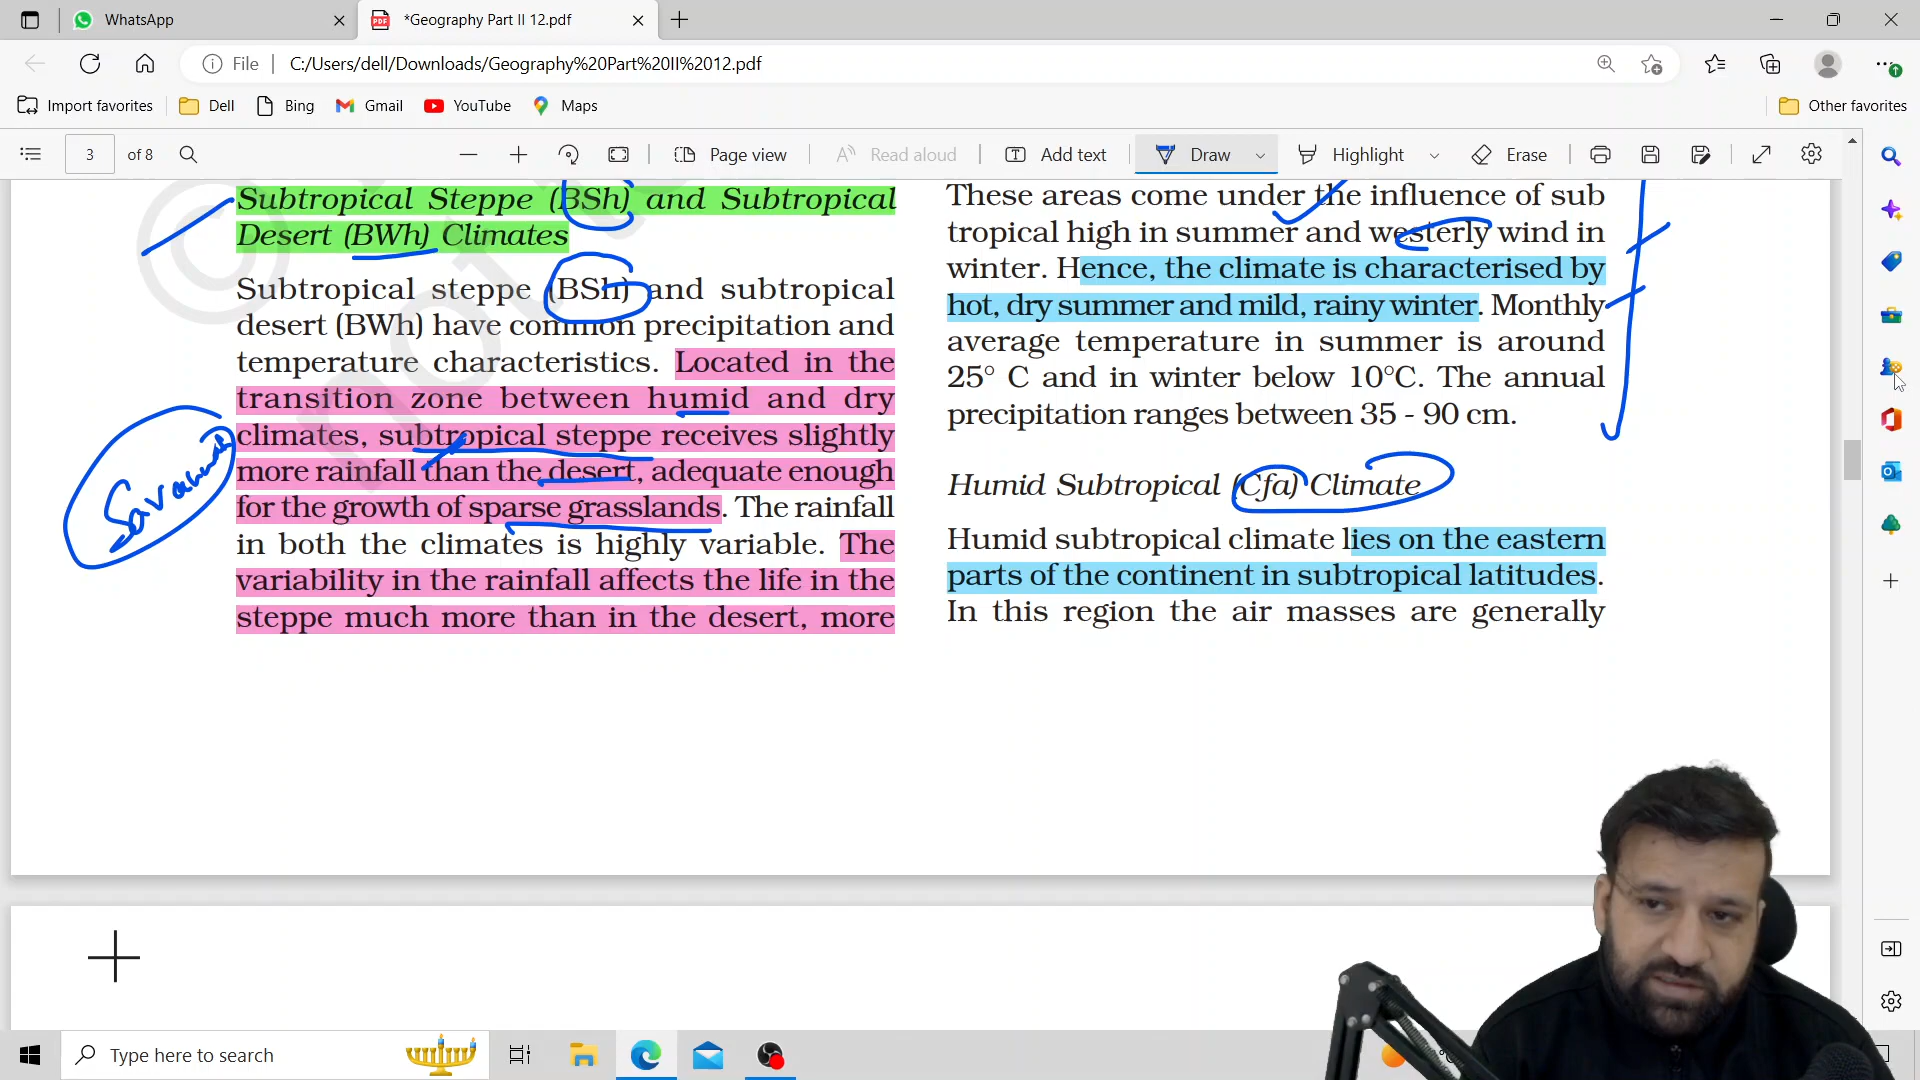 WhatsApp
*Geography Part II 12.pdf
File
C:/Users/dell/Downloads/Geography%20Part%20II%2012.pdf
Import favorites
Dell
Bing
Gmail
YouTube
Maps
Other favorites
3 of 8
Page view
Read aloud
Add text
Draw
Highlight
Erase
Subtropical Steppe (BSh) and Subtropical
Desert (BWh) Climates
Subtropical steppe (BSh) and subtropical
desert (BWh) have common precipitation and
temperature characteristics. Located in the
transition zone between humid and dry
climates, subtropical steppe receives slightly
more rainfall than the desert, adequate enough
for the growth of sparse grasslands. The rainfall
in both the climates is highly variable. The
variability in the rainfall affects the life in the
steppe much more than in the desert, more
Savannah
These areas come under the influence of sub
tropical high in summer and westerly wind in
winter. Hence, the climate is characterised by
hot, dry summer and mild, rainy winter. Monthly
average temperature in summer is around
25° C and in winter below 10°C. The annual
precipitation ranges between 35 - 90 cm.
Humid Subtropical (Cfa) Climate
Humid subtropical climate lies on the eastern
parts of the continent in subtropical latitudes.
In this region the air masses are generally
Type here to search